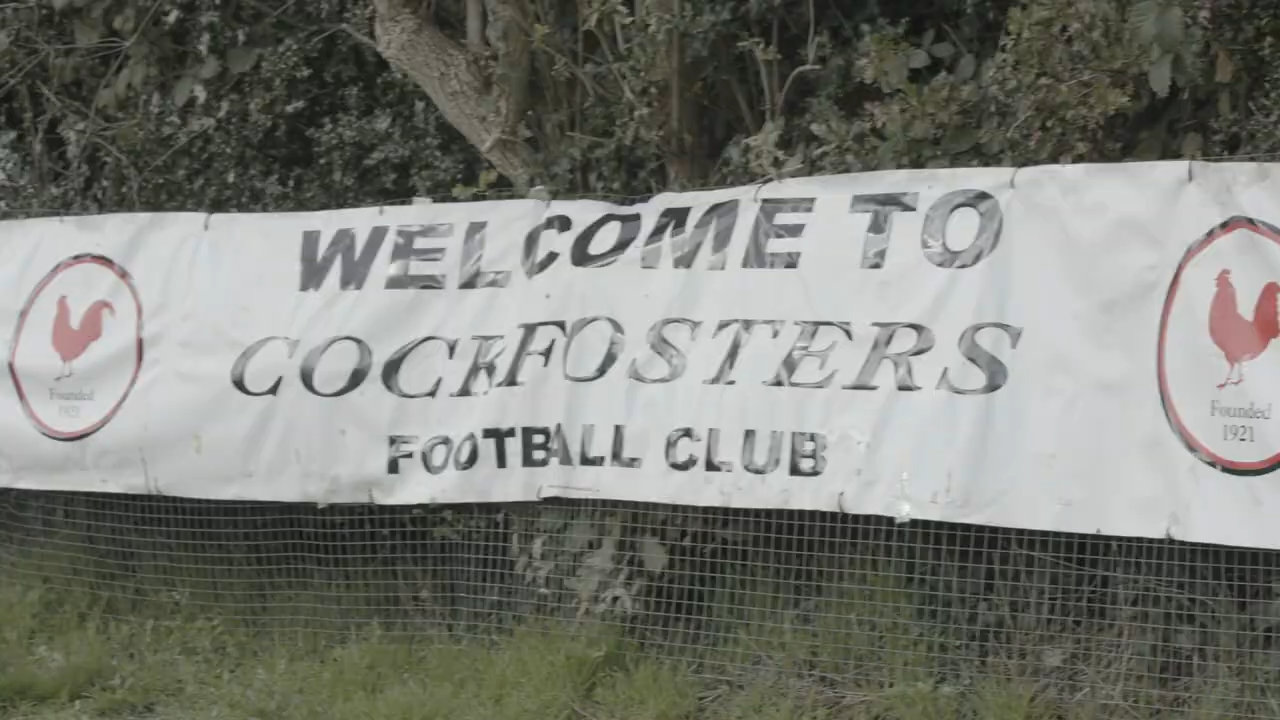 WELCOME TO
COCKFOSTERS
FOOTBALL CLUB
Founded
1921
Founded
1921